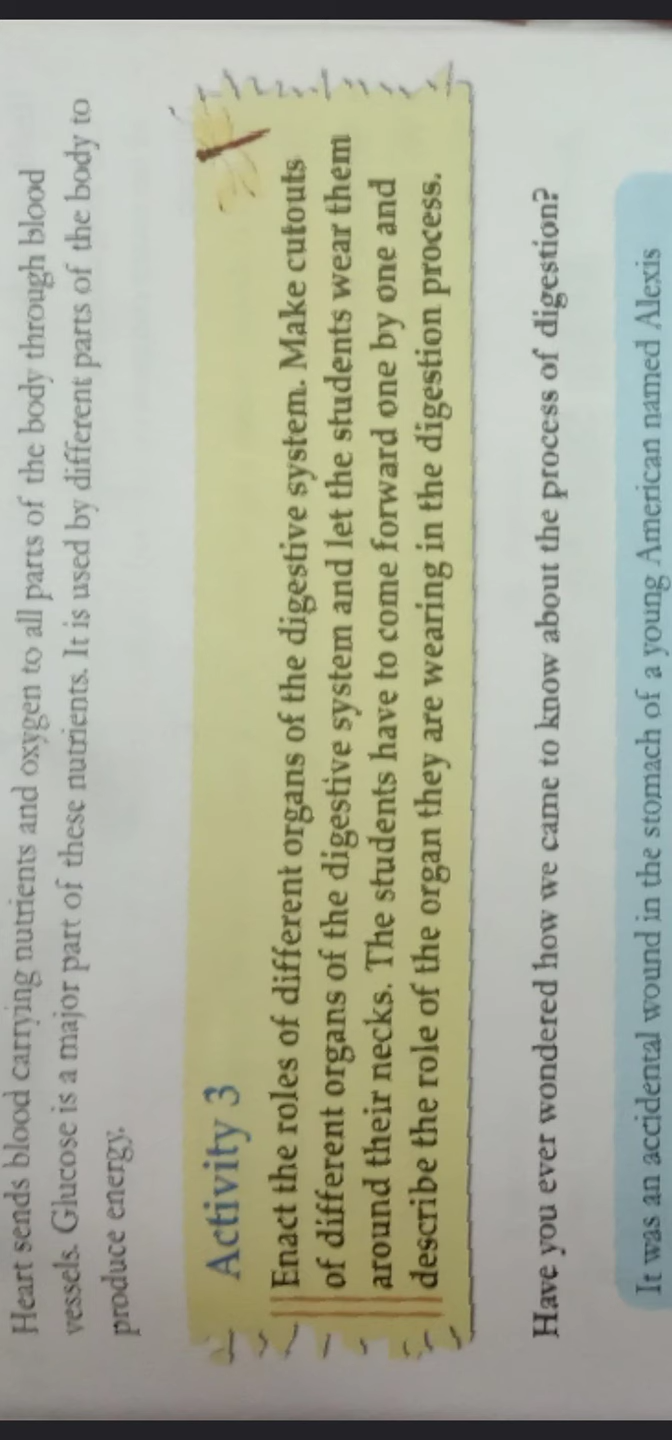 Heart sends blood carrying nutrients and oxygen to all parts of the body through blood
vessels. Glucose is a major part of these nutrients. It is used by different parts of the body to
produce energy.
Activity 3
Enact the roles of different organs of the digestive system. Make cutouts
of different organs of the digestive system and let the students wear them
around their necks. The students have to come forward one by one and
describe the role of the organ they are wearing in the digestion process.
Have you ever wondered how we came to know about the process of digestion?
It was an accidental wound in the stomach of a young American named Alexis